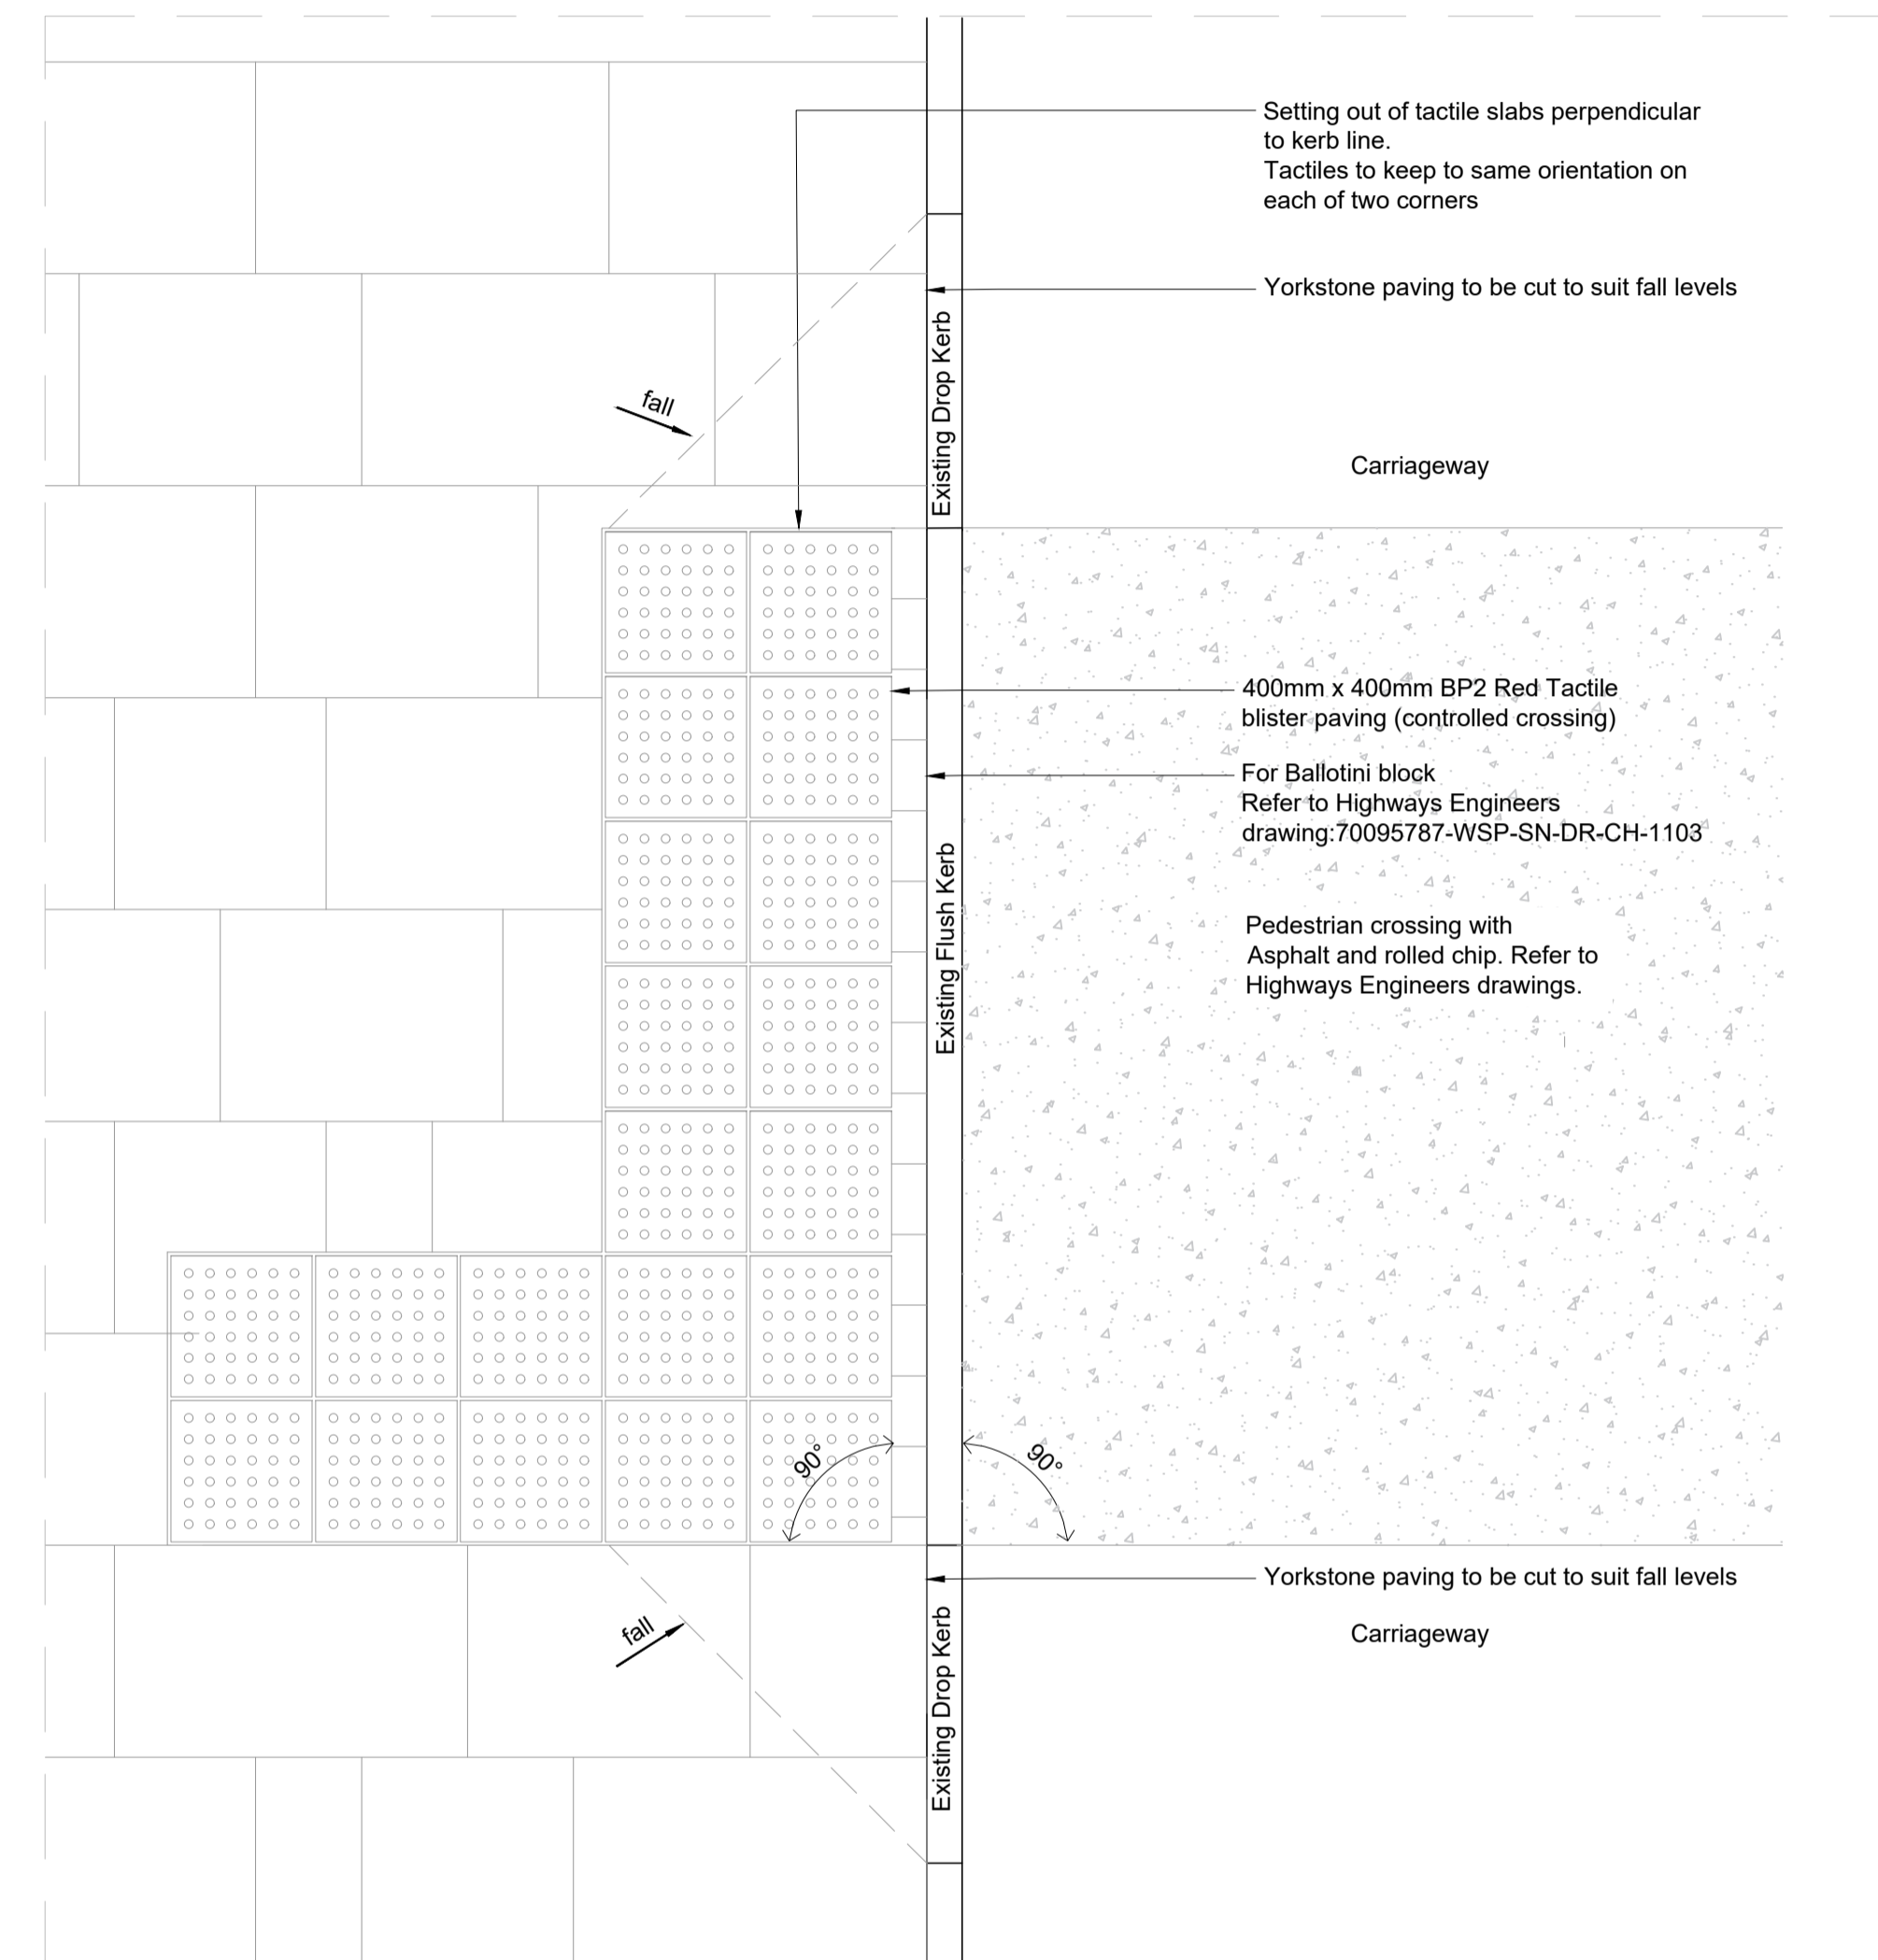 Setting out of tactile slabs perpendicular
to kerb line.
Tactiles to keep to same orientation on
each of two corners
Yorkstone paving to be cut to suit fall levels
Existing Drop Kerb
fall
Carriageway
400mm x 400mm BP2 Red Tactile
blister paving (controlled crossing)
For Ballotini block
Refer to Highways Engineers
drawing:70095787-WSP-SN-DR-CH-1103
Existing Flush Kerb
Pedestrian crossing with
Asphalt and rolled chip. Refer to
Highways Engineers drawings.
90°
90°
Yorkstone paving to be cut to suit fall levels
fall
Existing Drop Kerb
Carriageway